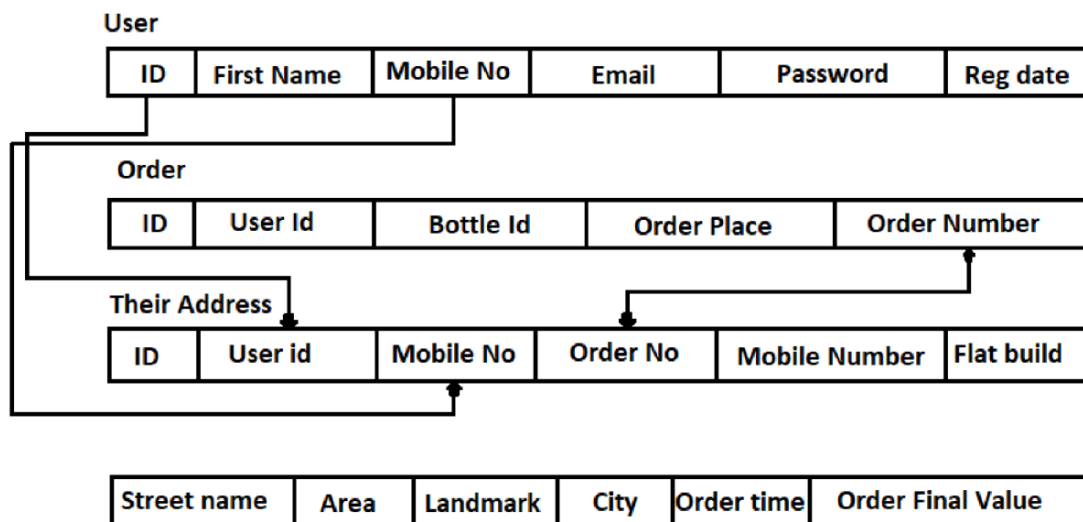 User
ID First Name Mobile No Email Password Reg date
Order
ID User Id Bottle Id Order Place Order Number
Their Address
ID User id Mobile No Order No Mobile Number Flat build
Street name Area Landmark City Order time Order Final Value